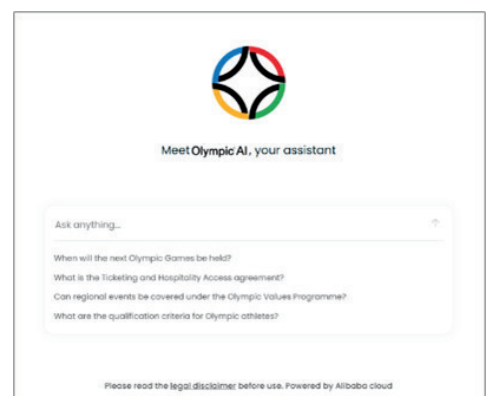 Meet Olympic AI, your assistant
Ask anything...
When will the next Olympic Games be held?
What is the Ticketing and Hospitality Access agreement?
Can regional events be covered under the Olympic Values Programme?
What are the qualification criteria for Olympic athletes?
Please read the legal disclaimer before use. Powered by Alibaba cloud